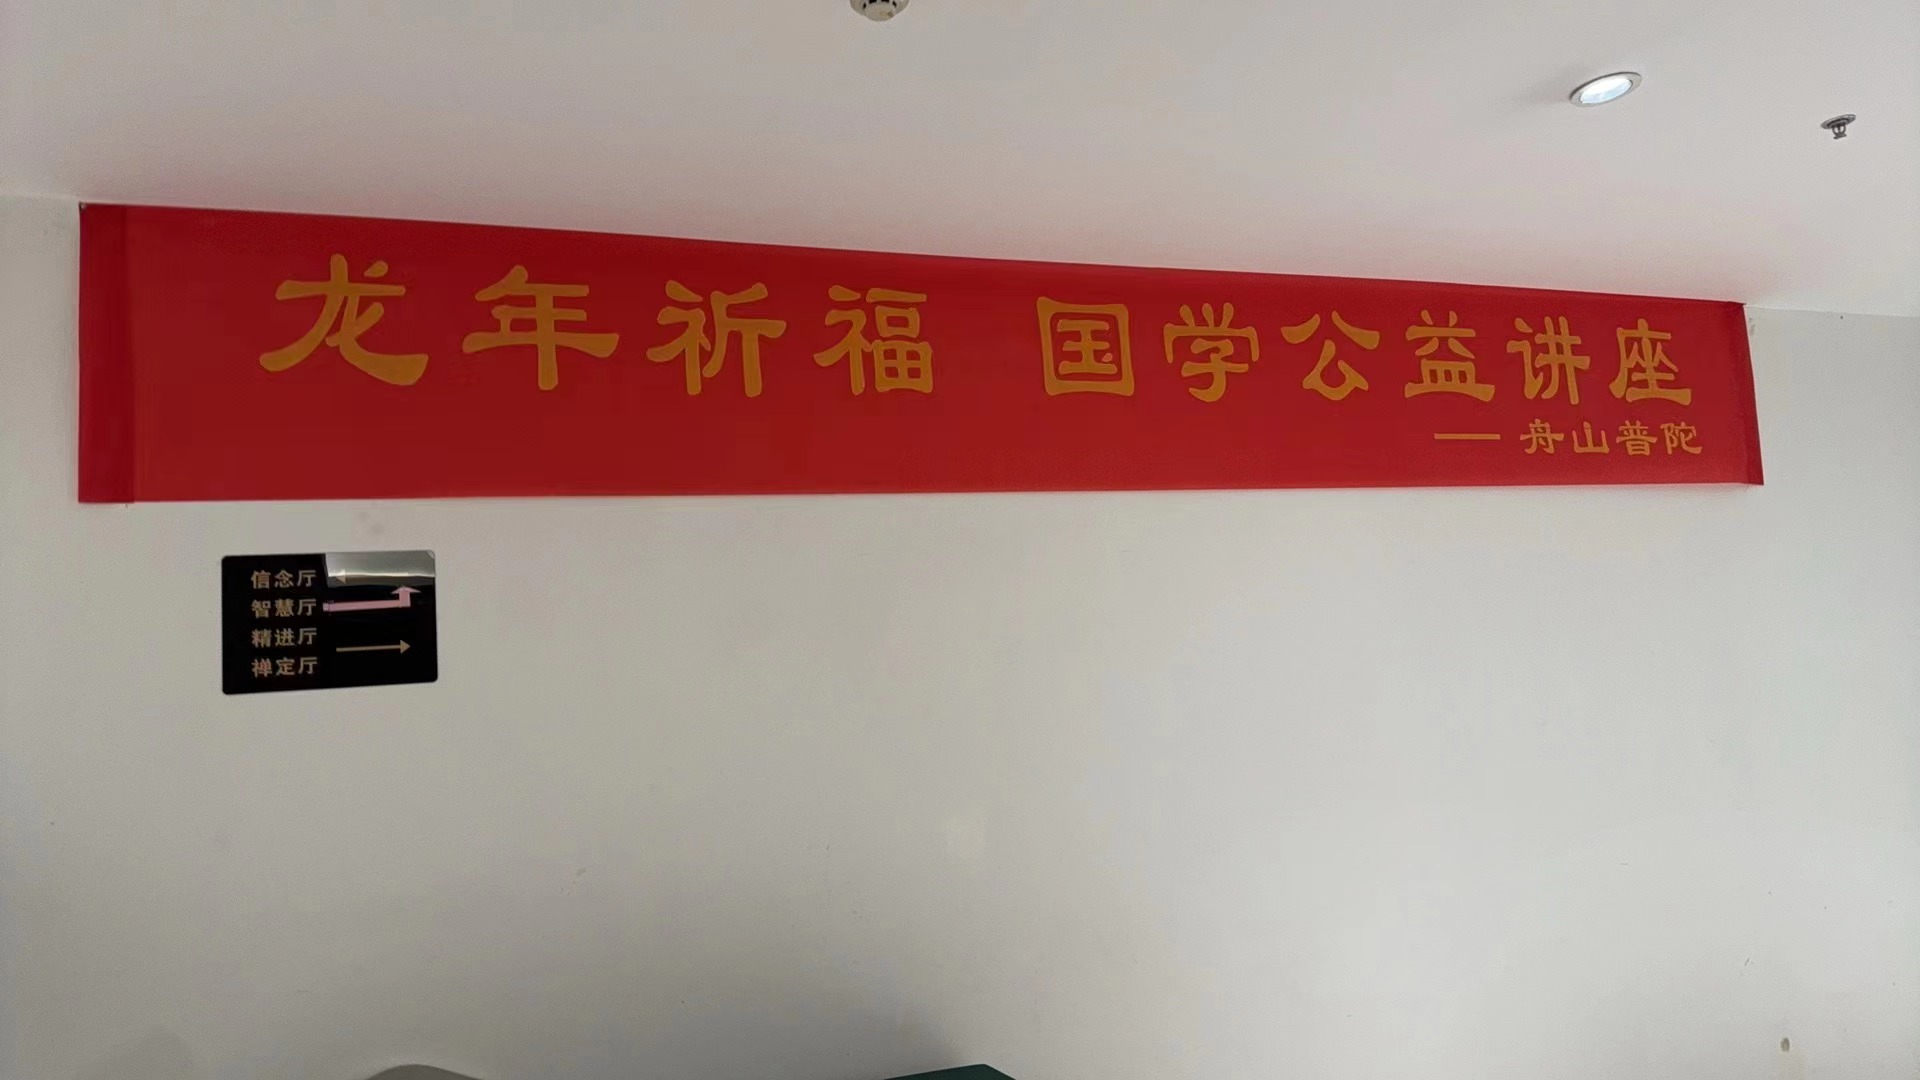 龙年祈福 国学公益讲座
—舟山普陀
信念厅
智慧厅
精进厅
禅定厅